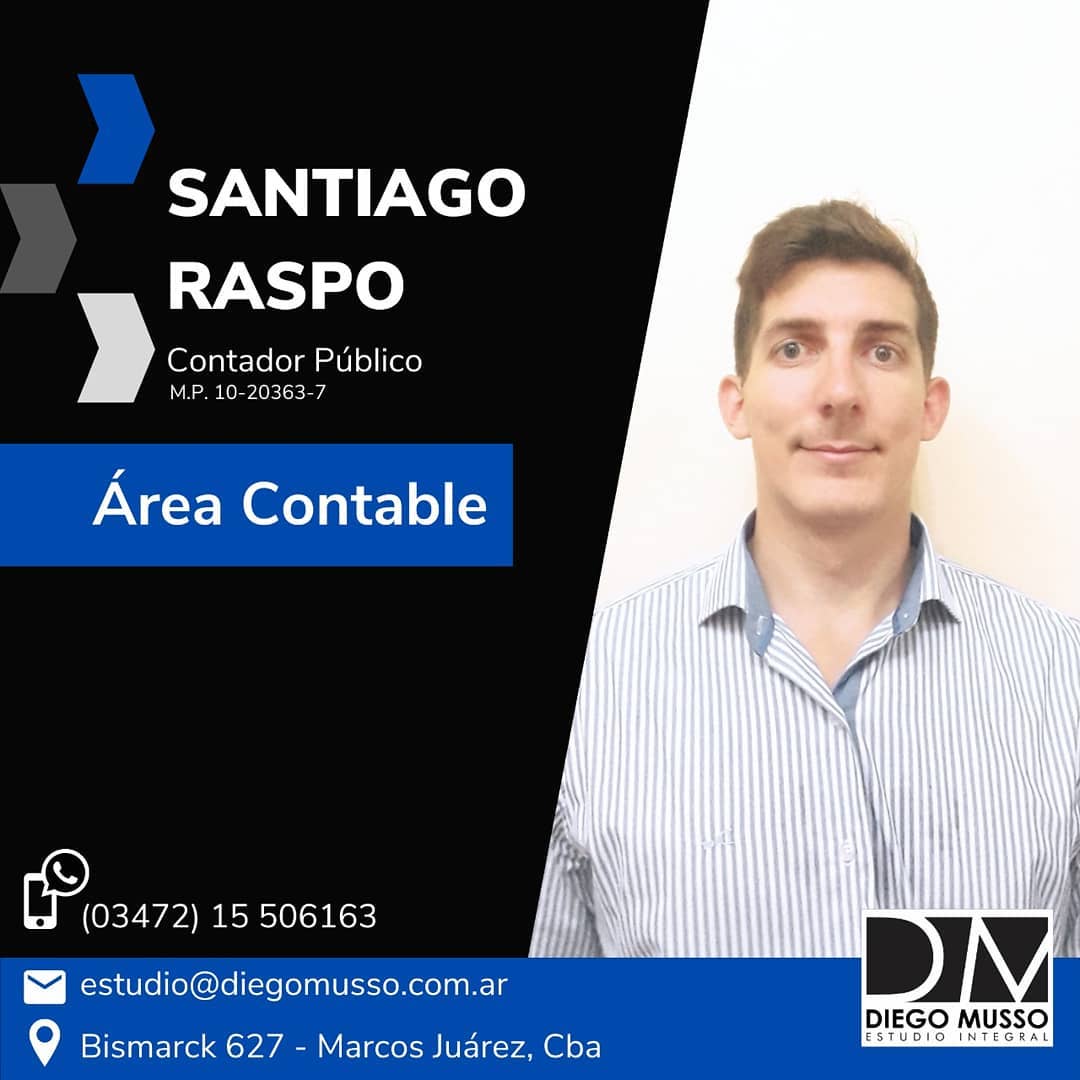 SANTIAGO
RASPO
Contador Público
M.P. 10-20363-7
Área Contable
(03472) 15 506163
estudio@diegomusso.com.ar
Bismarck 627 - Marcos Juárez, Cba
DM
DIEGO MUSSO
ESTUDIO INTEGRAL